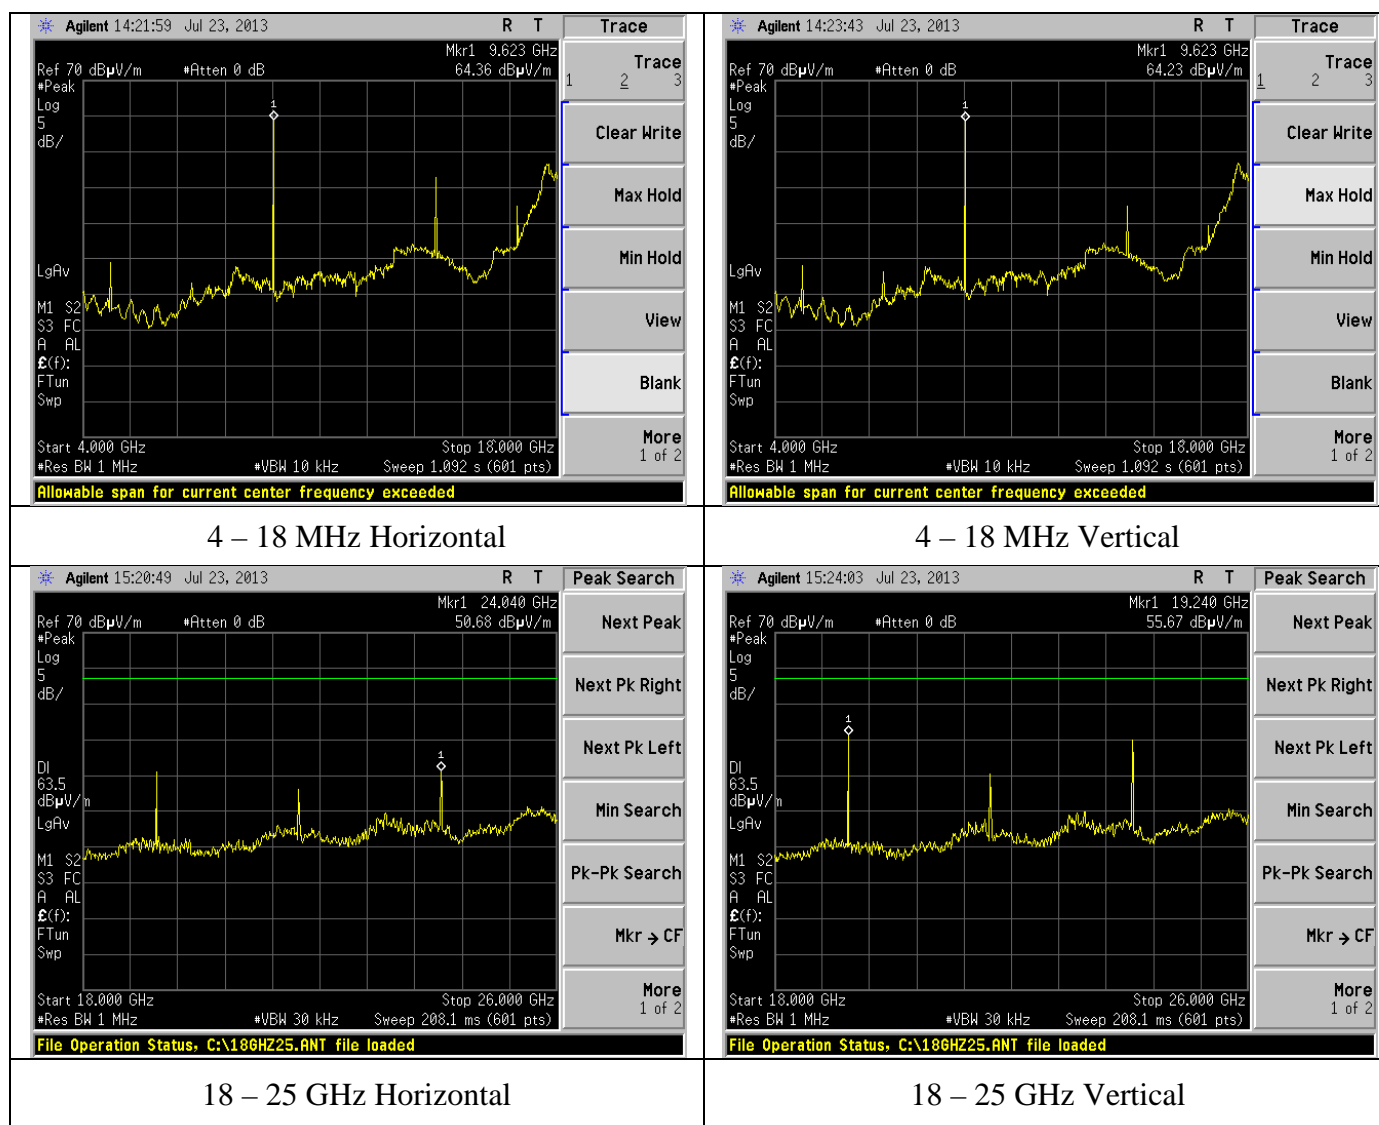 Agilent 14:21:59 Jul 23, 2013 R T Trace
Mkr1 9.623 GHz
Ref 70 dBµV/m #Atten 0 dB 64.36 dBµV/m
#Peak
Log
5
dB/
1
LgAv
M1 S2
S3 FC
A AL
£(f):
FTun
Swp
Start 4.000 GHz Stop 18.000 GHz
#Res BW 1 MHz #VBW 10 kHz Sweep 1.092 s (601 pts)
Allowable span for current center frequency exceeded
Trace
1 2 3
Clear Write
Max Hold
Min Hold
View
Blank
More
1 of 2
4 – 18 MHz Horizontal
Agilent 14:23:43 Jul 23, 2013 R T Trace
Mkr1 9.623 GHz
Ref 70 dBµV/m #Atten 0 dB 64.23 dBµV/m
#Peak
Log
5
dB/
1
LgAv
M1 S2
S3 FC
A AL
£(f):
FTun
Swp
Start 4.000 GHz Stop 18.000 GHz
#Res BW 1 MHz #VBW 10 kHz Sweep 1.092 s (601 pts)
Allowable span for current center frequency exceeded
Trace
1 2 3
Clear Write
Max Hold
Min Hold
View
Blank
More
1 of 2
4 – 18 MHz Vertical
Agilent 15:20:49 Jul 23, 2013 R T Peak Search
Mkr1 24.040 GHz
Ref 70 dBµV/m #Atten 0 dB 50.68 dBµV/m
#Peak
Log
5
dB/
1
DI
63.5
dBµV/m
LgAv
M1 S2
S3 FC
A AL
£(f):
FTun
Swp
Start 18.000 GHz Stop 26.000 GHz
#Res BW 1 MHz #VBW 30 kHz Sweep 208.1 ms (601 pts)
File Operation Status, C:\18GHZ25.ANT file loaded
Next Peak
Next Pk Right
Next Pk Left
Min Search
Pk-Pk Search
Mkr → CF
More
1 of 2
18 – 25 GHz Horizontal
Agilent 15:24:03 Jul 23, 2013 R T Peak Search
Mkr1 19.240 GHz
Ref 70 dBµV/m #Atten 0 dB 55.67 dBµV/m
#Peak
Log
5
dB/
1
DI
63.5
dBµV/m
LgAv
M1 S2
S3 FC
A AL
£(f):
FTun
Swp
Start 18.000 GHz Stop 26.000 GHz
#Res BW 1 MHz #VBW 30 kHz Sweep 208.1 ms (601 pts)
File Operation Status, C:\18GHZ25.ANT file loaded
Next Peak
Next Pk Right
Next Pk Left
Min Search
Pk-Pk Search
Mkr → CF
More
1 of 2
18 – 25 GHz Vertical